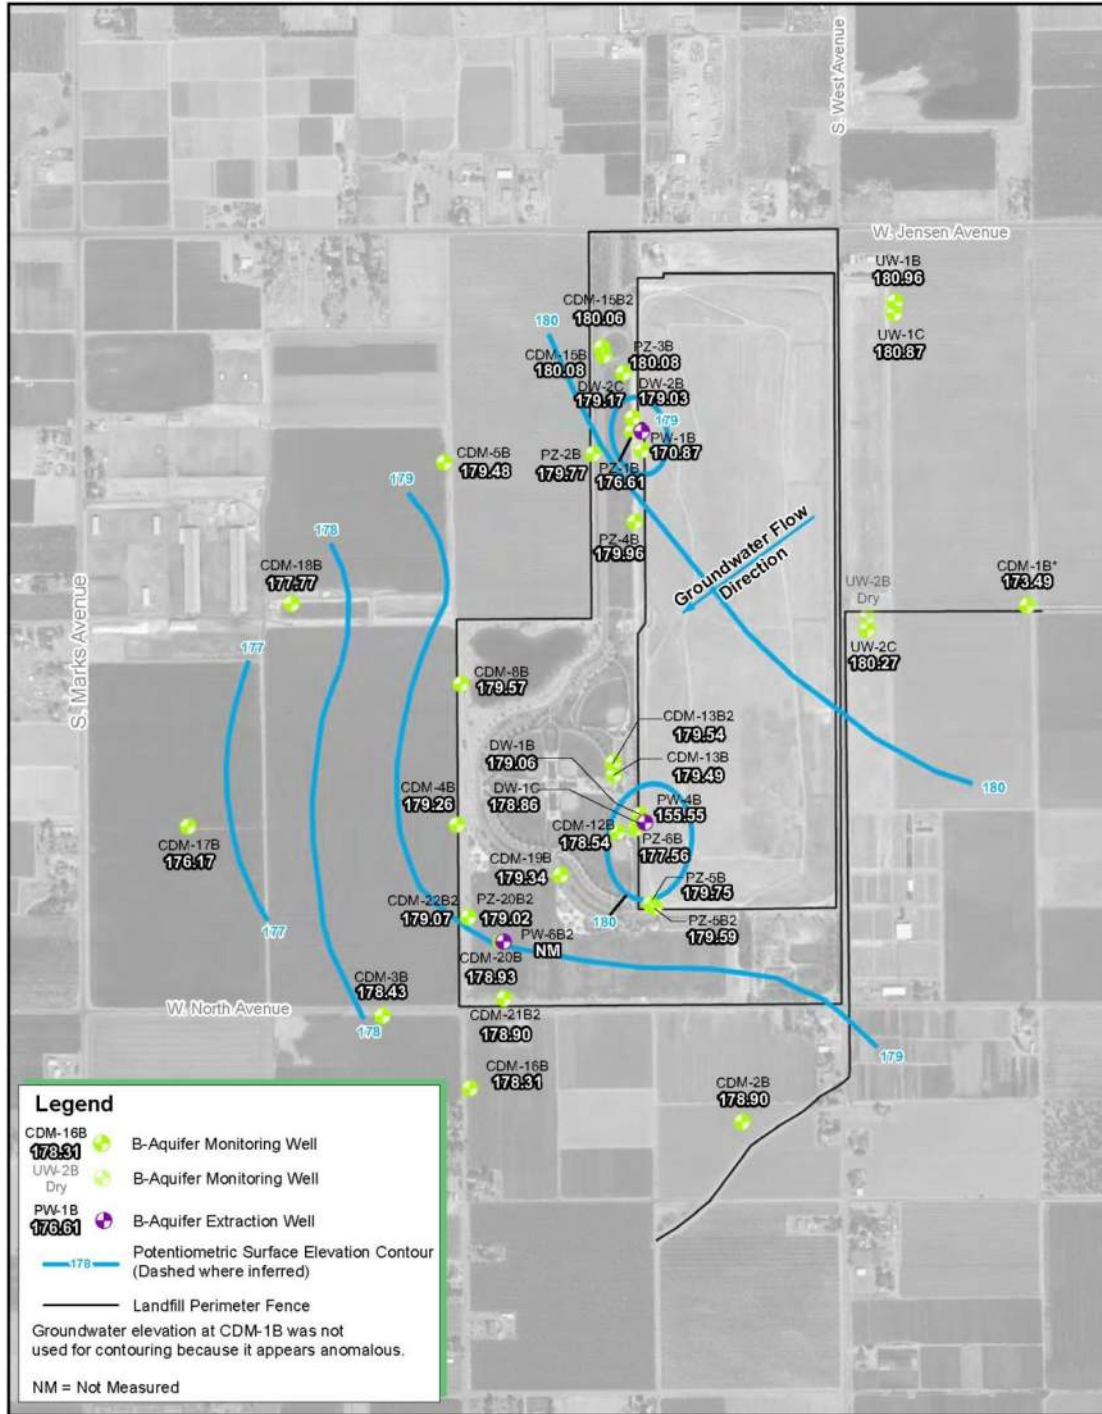 S. West Avenue
W. Jensen Avenue
UW-1B
180.96
UW-1C
180.87
CDM-15B2
180.06
180
CDM-15B
180.08
PZ-3B
180.08
DW-2C
179.17
DW-2B
179.03
179
PW-1B
170.87
CDM-5B
179.48
PZ-2B
179.77
PZ-1B
176.61
179
178
PZ-4B
179.96
Groundwater Flow
Direction
CDM-18B
177.77
UW-2B
Dry
CDM-1B*
173.49
UW-2C
180.27
S. Marks Avenue
177
CDM-8B
179.57
CDM-13B2
179.54
DW-1B
179.06
CDM-13B
179.49
180
DW-1C
178.86
PW-4B
155.55
CDM-4B
179.26
CDM-12B
178.54
PZ-6B
177.56
CDM-17B
176.17
CDM-19B
179.34
PZ-5B
179.75
CDM-22B2
179.07
PZ-20B2
179.02
180
PZ-5B2
179.59
177
PW-6B2
NM
CDM-20B
178.93
CDM-3B
178.43
W. North Avenue
178
CDM-21B2
178.90
179
CDM-16B
178.31
CDM-2B
178.90
Legend
CDM-16B
178.31
B-Aquifer Monitoring Well
UW-2B
Dry
B-Aquifer Monitoring Well
PW-1B
176.61
B-Aquifer Extraction Well
178
Potentiometric Surface Elevation Contour
(Dashed where inferred)
Landfill Perimeter Fence
Groundwater elevation at CDM-1B was not
used for contouring because it appears anomalous.
NM = Not Measured